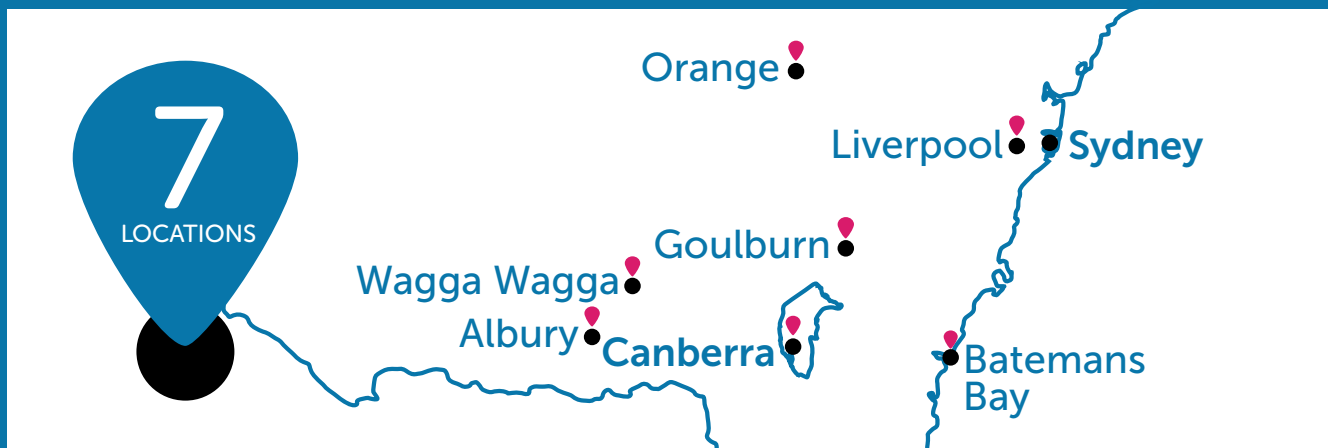 7
LOCATIONS
Orange
Liverpool
Sydney
Goulburn
Wagga Wagga
Albury
Canberra
Batemans
Bay